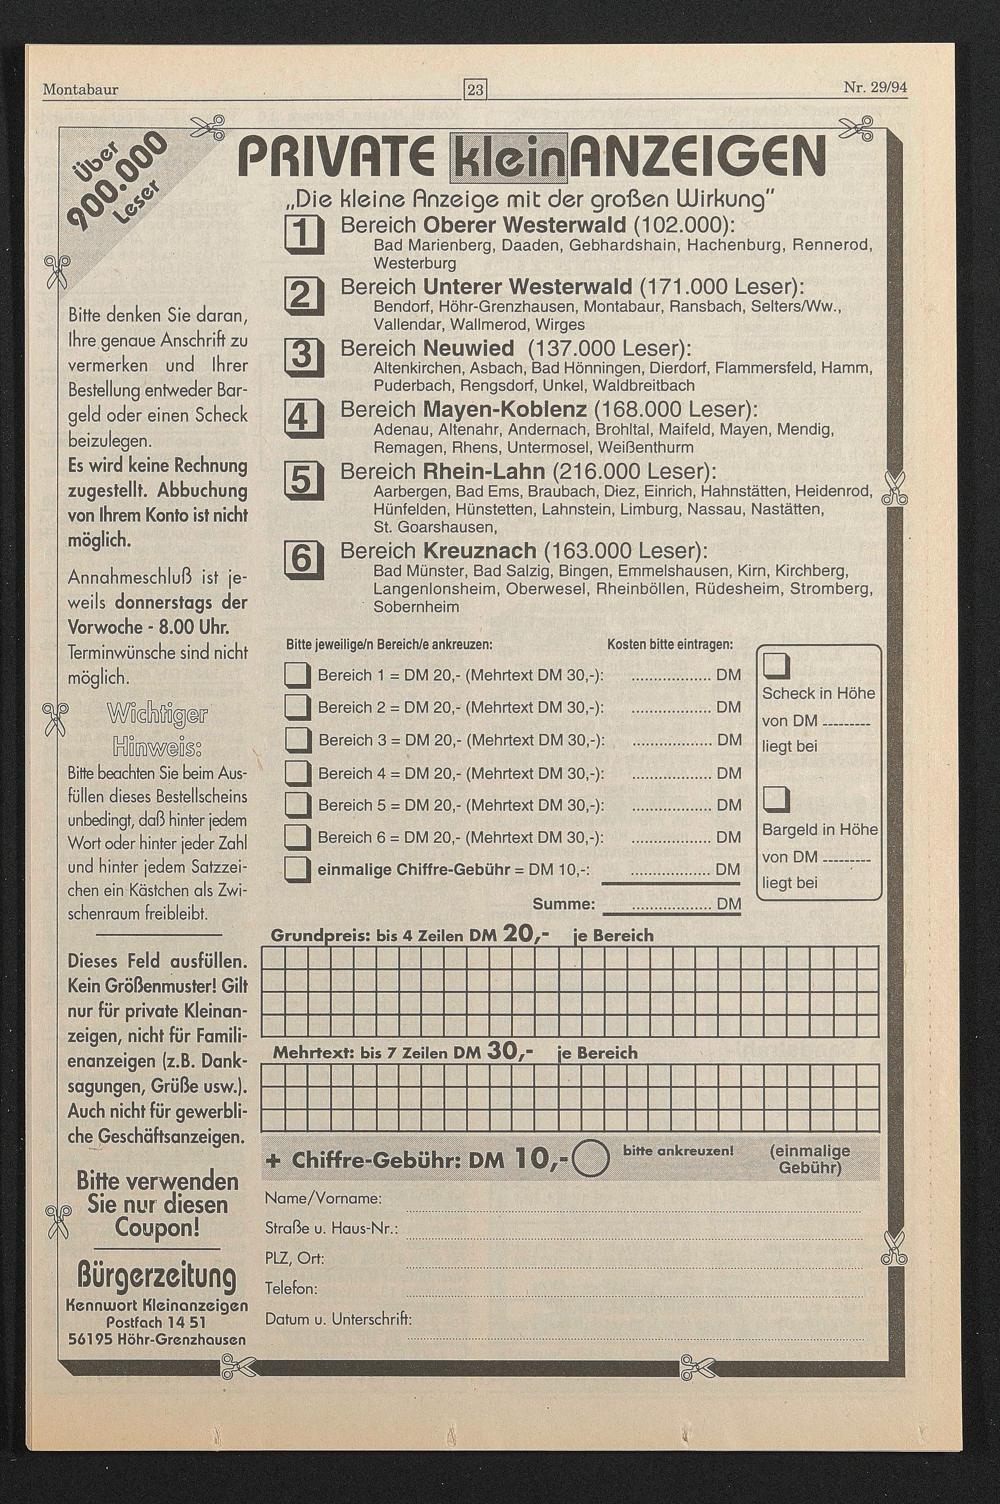 Montabaur
23
Nr. 29/94
Über
900.000
Leser
PRIVATE kleinANZEIGEN
„Die kleine Anzeige mit der großen Wirkung"
1 Bereich Oberer Westerwald (102.000):
Bad Marienberg, Daaden, Gebhardshain, Hachenburg, Rennerod,
Westerburg
2 Bereich Unterer Westerwald (171.000 Leser):
Bendorf, Höhr-Grenzhausen, Montabaur, Ransbach, Selters/Ww.,
Vallendar, Wallmerod, Wirges
3 Bereich Neuwied (137.000 Leser):
Altenkirchen, Asbach, Bad Hönningen, Dierdorf, Flammersfeld, Hamm,
Puderbach, Rengsdorf, Unkel, Waldbreitbach
4 Bereich Mayen-Koblenz (168.000 Leser):
Adenau, Altenahr, Andernach, Brohltal, Maifeld, Mayen, Mendig,
Remagen, Rhens, Untermosel, Weißenthurm
5 Bereich Rhein-Lahn (216.000 Leser):
Aarbergen, Bad Ems, Braubach, Diez, Einrich, Hahnstätten, Heidenrod,
Hünfelden, Hünstetten, Lahnstein, Limburg, Nassau, Nastätten,
St. Goarshausen,
6 Bereich Kreuznach (163.000 Leser):
Bad Münster, Bad Salzig, Bingen, Emmelshausen, Kirn, Kirchberg,
Langenlonsheim, Oberwesel, Rheinböllen, Rüdesheim, Stromberg,
Sobernheim
Bitte denken Sie daran,
Ihre genaue Anschrift zu
vermerken und Ihrer
Bestellung entweder Bar-
geld oder einen Scheck
beizulegen.
Es wird keine Rechnung
zugestellt. Abbuchung
von Ihrem Konto ist nicht
möglich.
Annahmeschluß ist je-
weils donnerstags der
Vorwoche - 8.00 Uhr.
Terminwünsche sind nicht
möglich.
Wichtiger
Hinweis:
Bitte beachten Sie beim Aus-
füllen dieses Bestellscheins
unbedingt, daß hinter jedem
Wort oder hinter jeder Zahl
und hinter jedem Satzzei-
chen ein Kästchen als Zwi-
schenraum freibleibt.
Dieses Feld ausfüllen.
Kein Größenmuster! Gilt
nur für private Kleinan-
zeigen, nicht für Famili-
enanzeigen (z.B. Dank-
sagungen, Grüße usw.).
Auch nicht für gewerbli-
che Geschäftsanzeigen.
Bitte verwenden
Sie nur diesen
Coupon!
Bürgerzeitung
Kennwort Kleinanzeigen
Postfach 14 51
56195 Höhr-Grenzhausen
Bitte jeweilige/n Bereich/e ankreuzen: Kosten bitte eintragen:
Bereich 1 = DM 20,- (Mehrtext DM 30,-): .................. DM
Bereich 2 = DM 20,- (Mehrtext DM 30,-): .................. DM
Bereich 3 = DM 20,- (Mehrtext DM 30,-): .................. DM
Bereich 4 = DM 20,- (Mehrtext DM 30,-): .................. DM
Bereich 5 = DM 20,- (Mehrtext DM 30,-): .................. DM
Bereich 6 = DM 20,- (Mehrtext DM 30,-): .................. DM
einmalige Chiffre-Gebühr = DM 10,-: .................. DM
Summe: .................. DM
Scheck in Höhe
von DM ---------
liegt bei
Bargeld in Höhe
von DM ---------
liegt bei
Grundpreis: bis 4 Zeilen DM 20,- je Bereich
Mehrtext: bis 7 Zeilen DM 30,- je Bereich
+ Chiffre-Gebühr: DM 10,- bitte ankreuzen! (einmalige
Gebühr)
Name/Vorname:
Straße u. Haus-Nr.:
PLZ, Ort:
Telefon:
Datum u. Unterschrift: